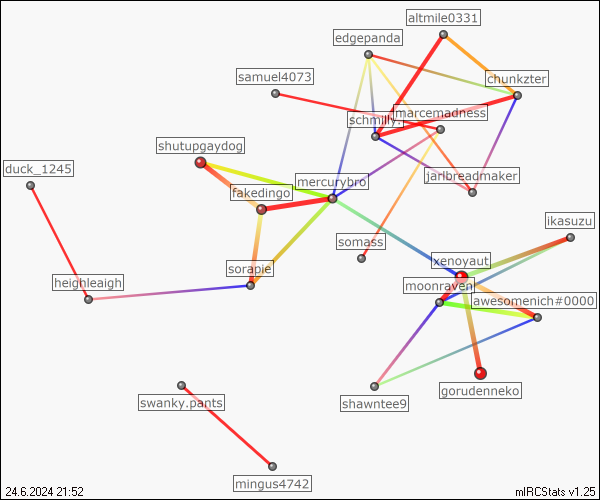 altmile0331
edgepanda
samuel4073
chunkzter
marcemadness
schmilly.
shutupgaydog
duck_1245
jarlbreadmaker
mercurybro
fakedingo
ikasuzu
somass
xenoyaut
sorapie
heighleaigh
moonraven
awesomenich#0000
gorudenneko
swanky.pants
shawntee9
mingus4742
24.6.2024 21:52
mIRCStats v1.25